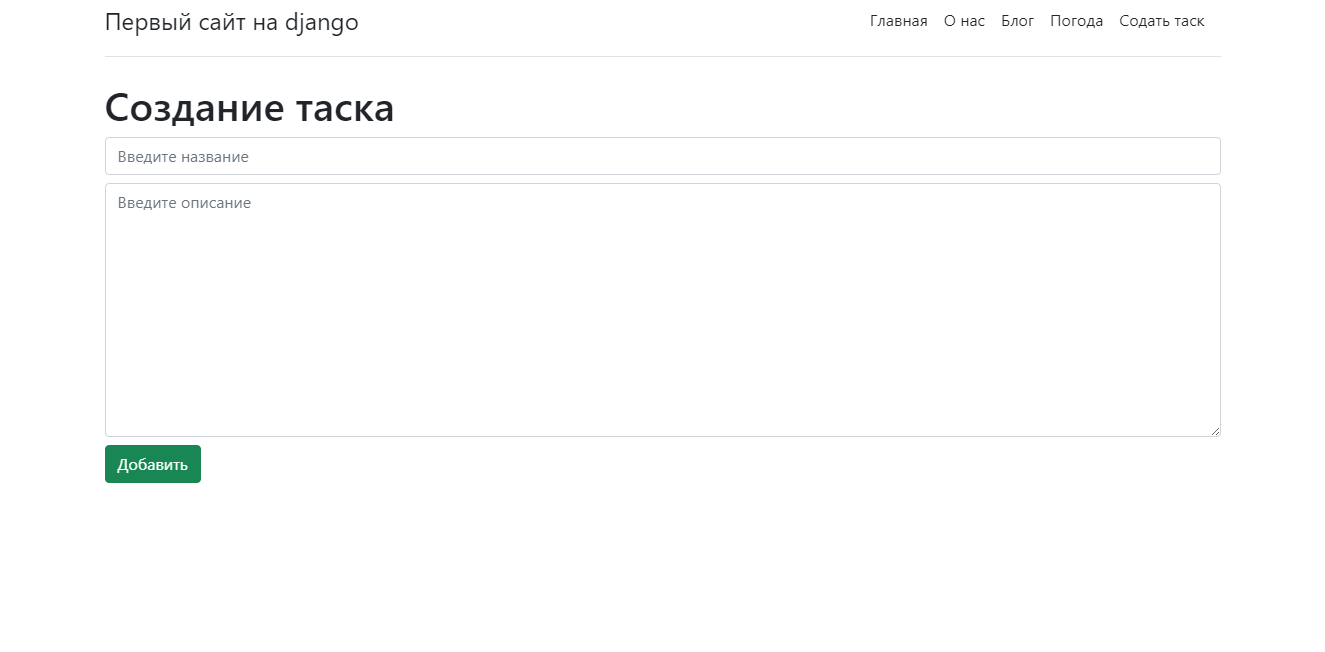 Первый сайт на django
Главная О нас Блог Погода Содать таск
Создание таска
Введите название
Введите описание
Добавить